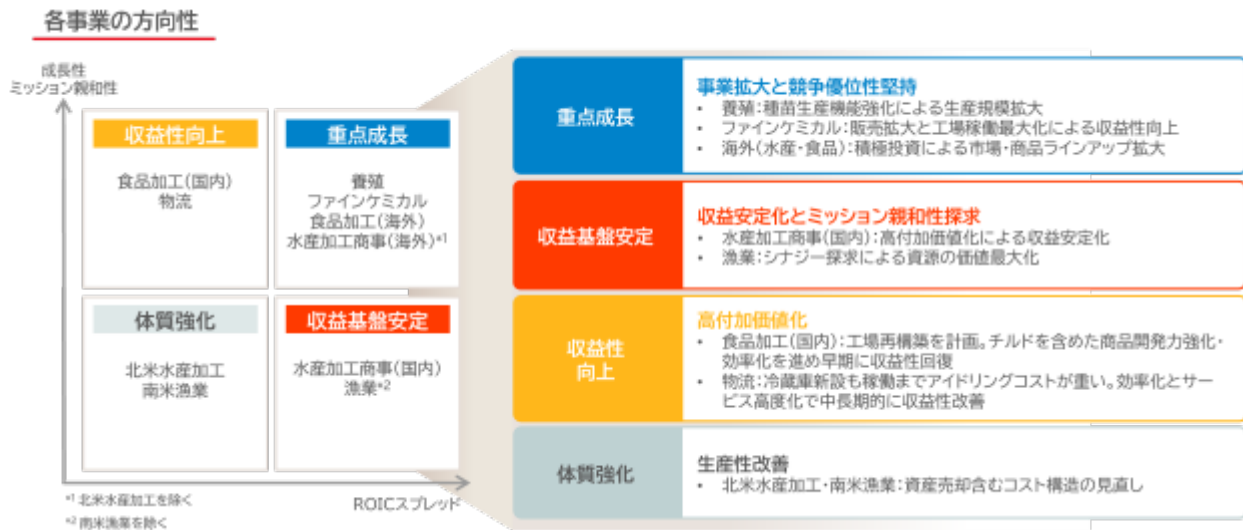 各事業の方向性
成長性
ミッション親和性
収益性向上
食品加工(国内)
物流
重点成長
養殖
ファインケミカル
食品加工(海外)
水産加工商事(海外)*1
体質強化
北米水産加工
南米漁業
収益基盤安定
水産加工商事(国内)
漁業*2
ROICスプレッド
*1 北米水産加工を除く
*2 南米漁業を除く
重点成長
事業拡大と競争優位性堅持
• 養殖:種苗生産機能強化による生産規模拡大
• ファインケミカル:販売拡大と工場稼働最大化による収益性向上
• 海外(水産・食品):積極投資による市場・商品ラインアップ拡大
収益基盤安定
収益安定化とミッション親和性探求
• 水産加工商事(国内):高付加価値化による収益安定化
• 漁業:シナジー探求による資源の価値最大化
収益性
向上
高付加価値化
• 食品加工(国内):工場再構築を計画。チルドを含めた商品開発力強化・
効率化を進め早期に収益性回復
• 物流:冷蔵庫新設も稼働までアイドリングコストが重い。効率化とサー
ビス高度化で中長期的に収益性改善
体質強化
生産性改善
• 北米水産加工・南米漁業:資産売却含むコスト構造の見直し